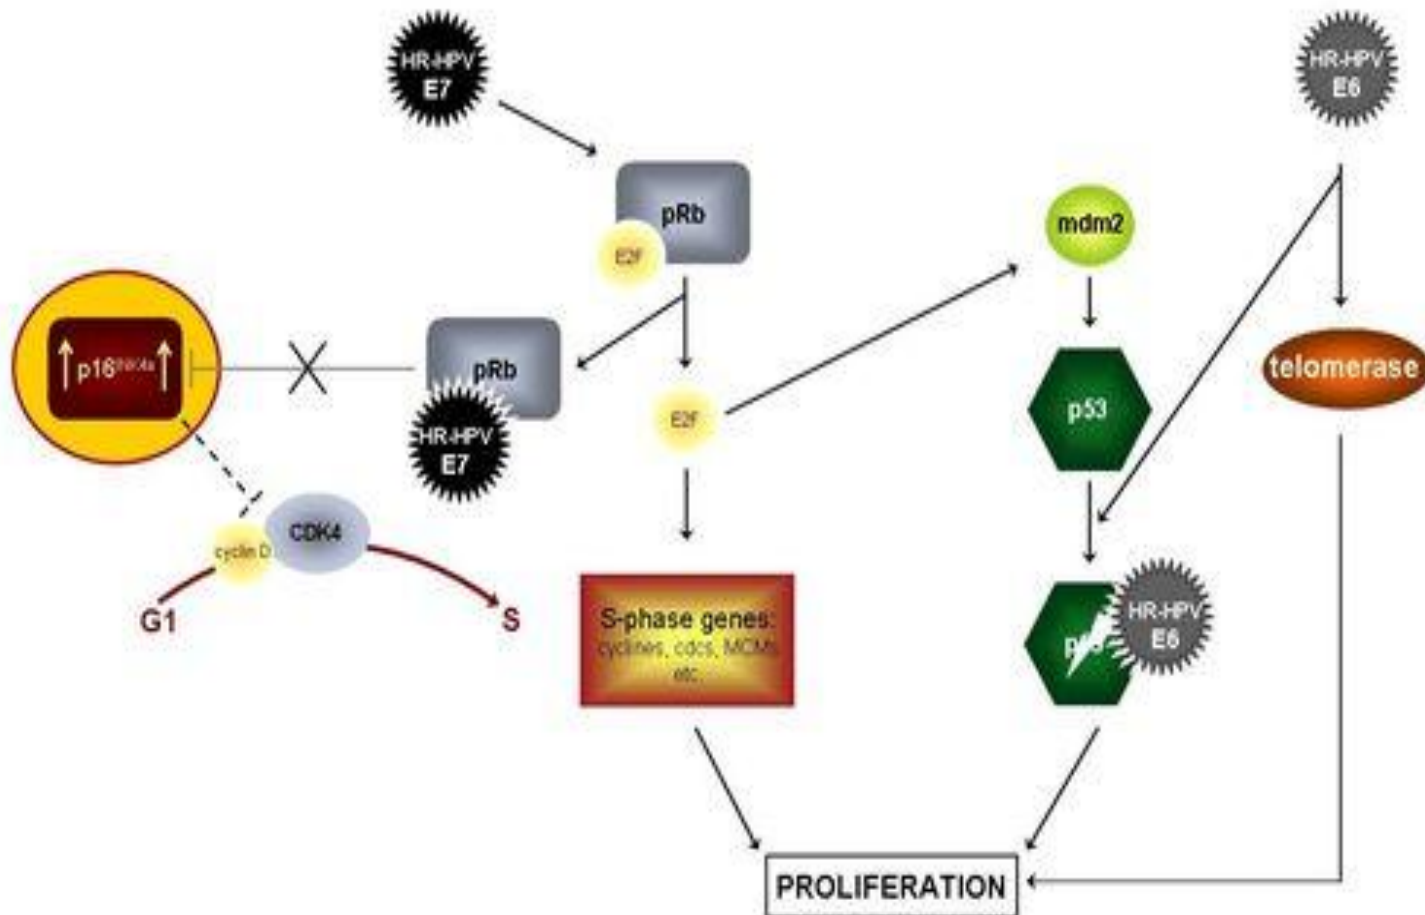 HR-HPV
E7
HR-HPV
E6
pRb
E2F
mdm2
p16INK4a
pRb
HR-HPV
E7
E2F
p53
telomerase
cyclin D
CDK4
G1
S
S-phase genes:
cyclines, cdcs, MCMs,
etc.
HR-HPV
E6
PROLIFERATION